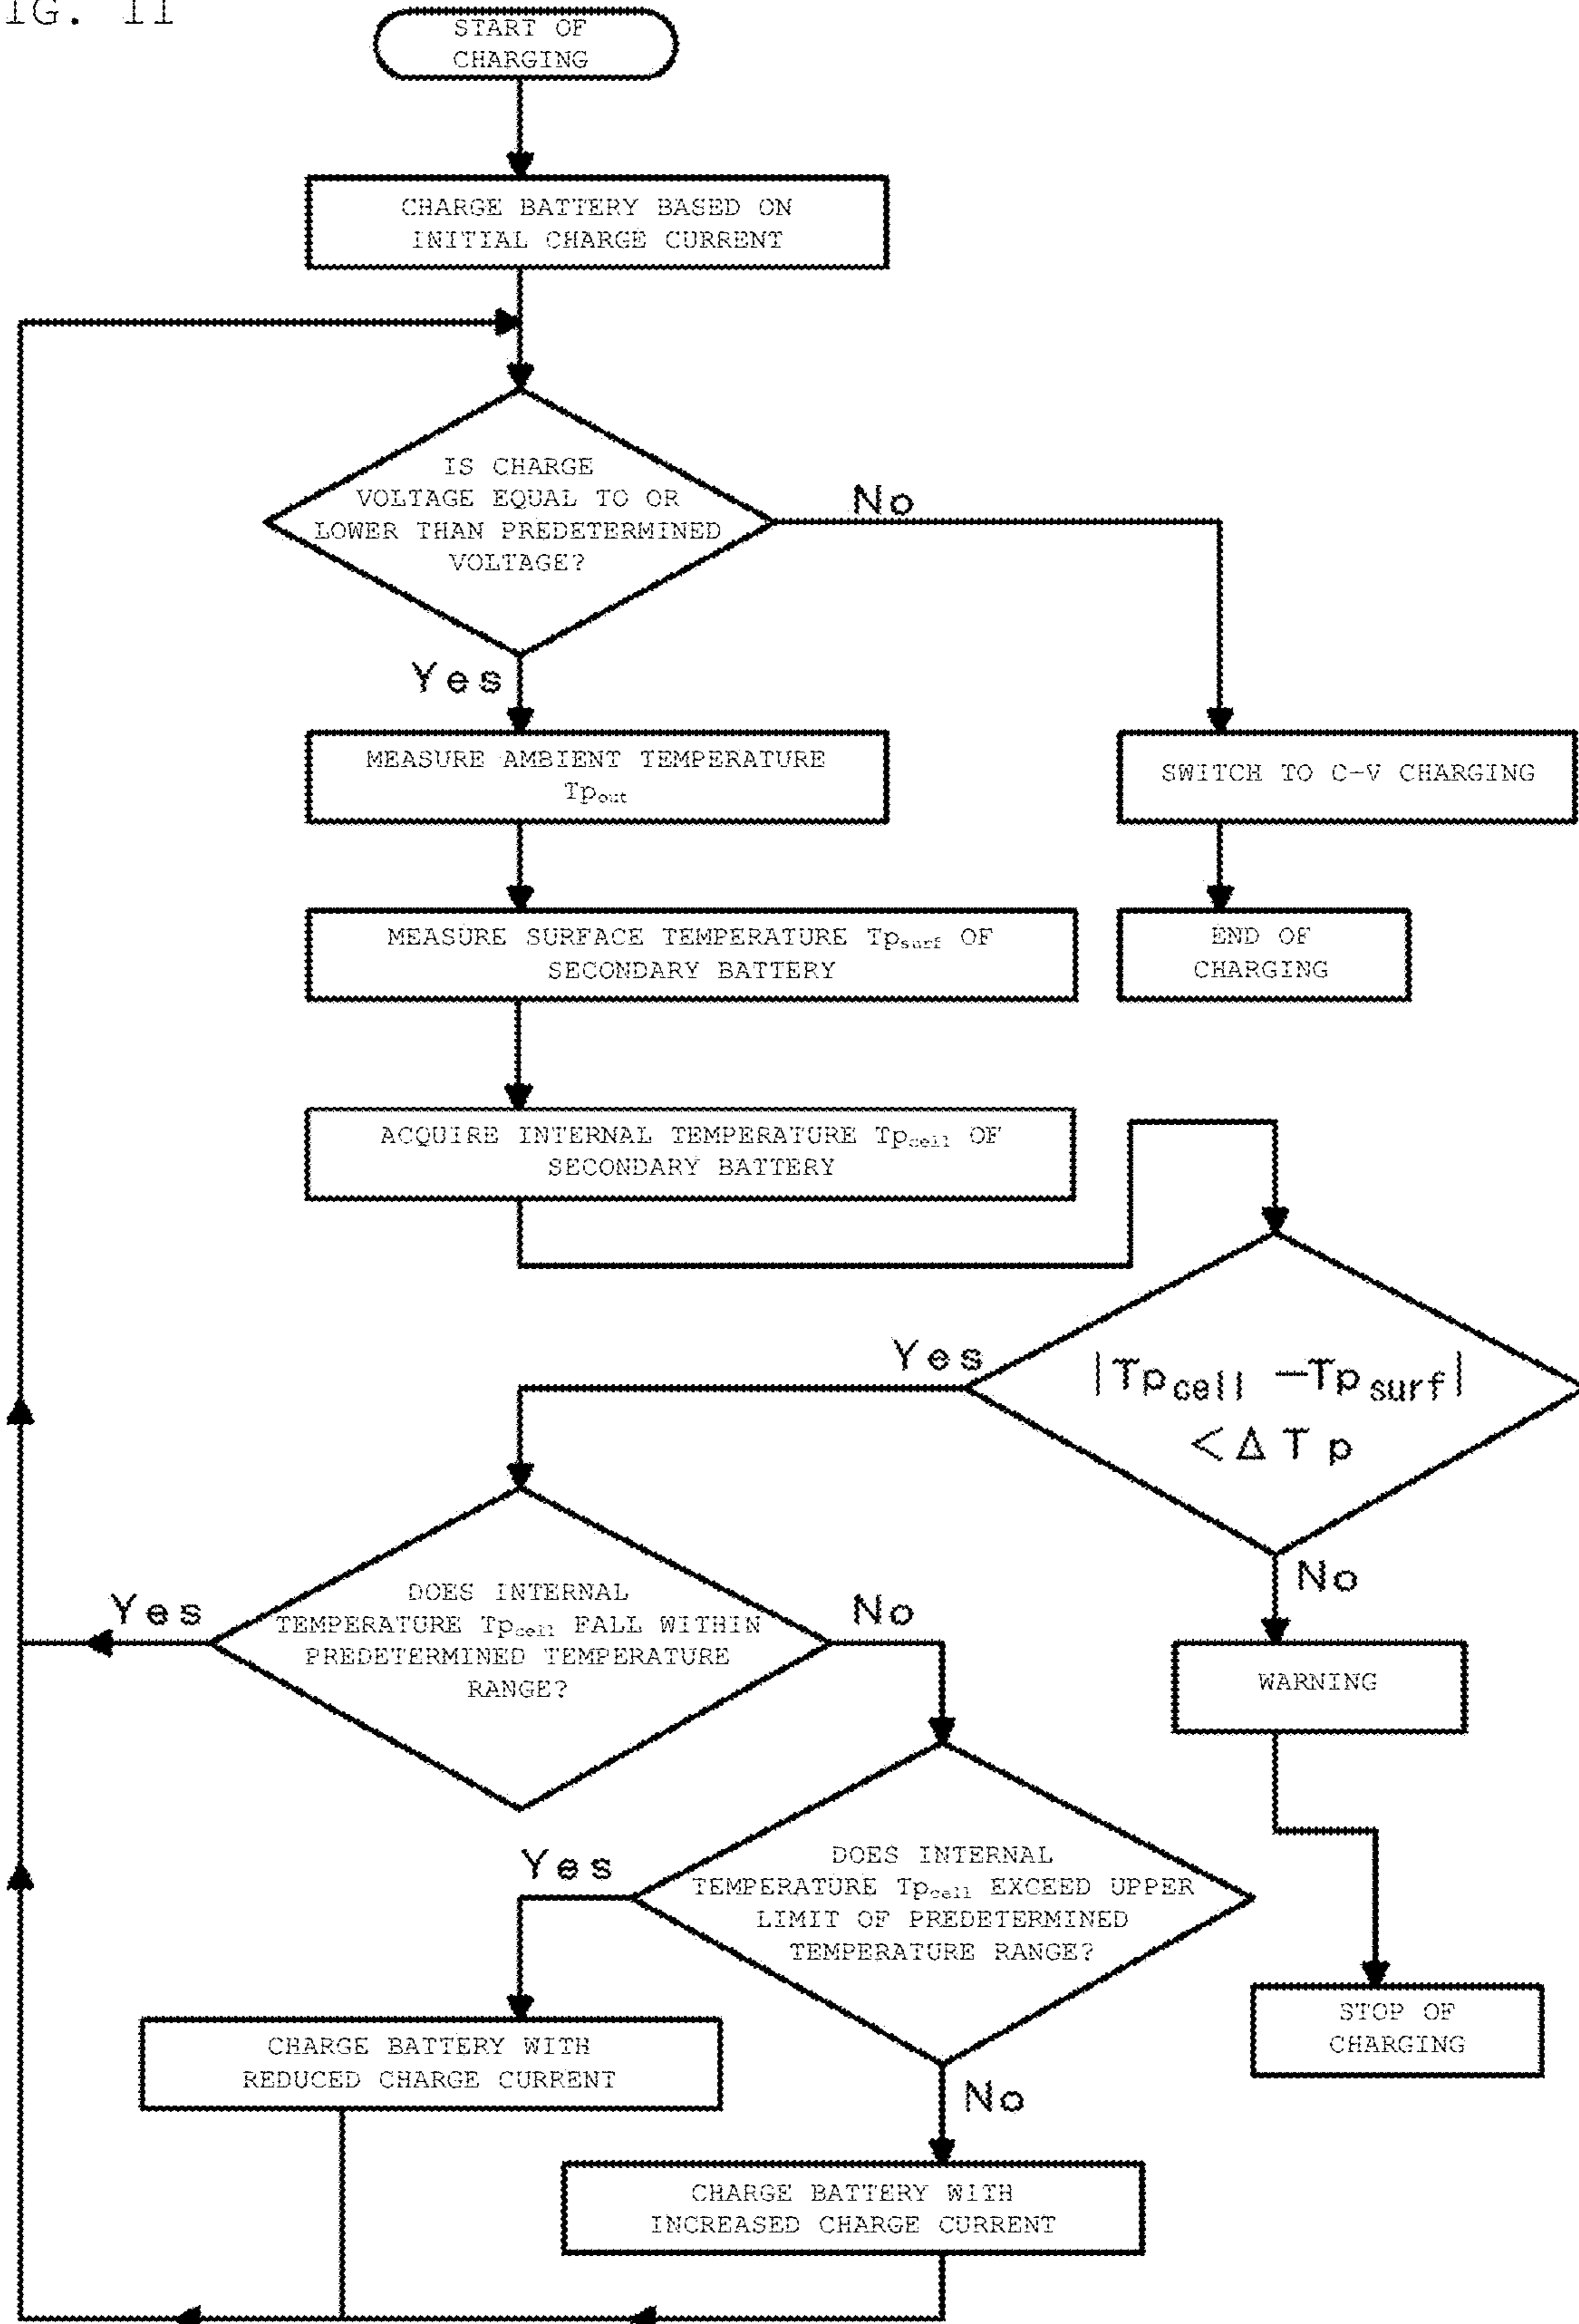 IG. 11
START OF
CHARGING
CHARGE BATTERY BASED ON
INITIAL CHARGE CURRENT
IS CHARGE
VOLTAGE EQUAL TO OR
LOWER THAN PREDETERMINED
VOLTAGE?
No
Yes
MEASURE AMBIENT TEMPERATURE
Tpout
SWITCH TO C-V CHARGING
MEASURE SURFACE TEMPERATURE Tpsurf OF
SECONDARY BATTERY
END OF
CHARGING
ACQUIRE INTERNAL TEMPERATURE Tpcell OF
SECONDARY BATTERY
Yes
|Tpcell −Tpsurf|
<ΔTp
No
DOES INTERNAL
TEMPERATURE Tpcell FALL WITHIN
PREDETERMINED TEMPERATURE
RANGE?
Yes
No
WARNING
DOES INTERNAL
TEMPERATURE Tpcell EXCEED UPPER
LIMIT OF PREDETERMINED
TEMPERATURE RANGE?
Yes
No
STOP OF
CHARGING
CHARGE BATTERY WITH
REDUCED CHARGE CURRENT
CHARGE BATTERY WITH
INCREASED CHARGE CURRENT